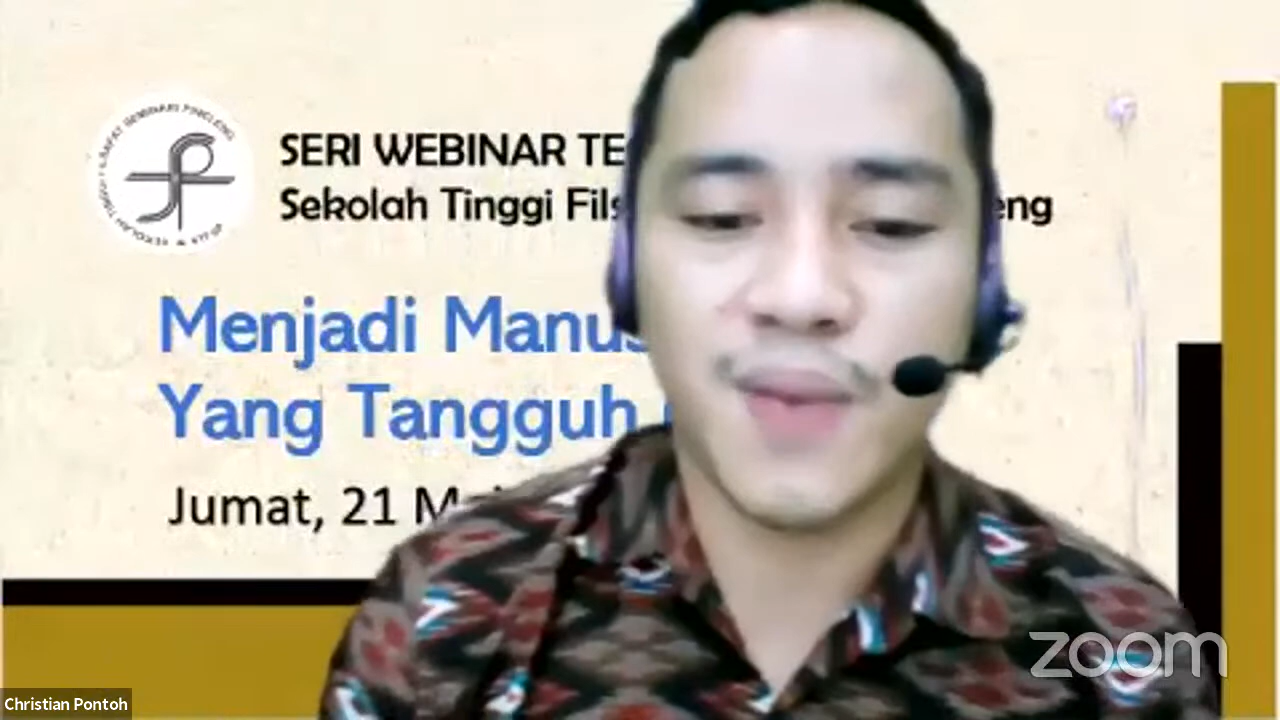 SERI WEBINAR TE
Sekolah Tinggi Fils eng
Menjadi Manus
Yang Tangguh
Jumat, 21 M
zoom
Christian Pontoh